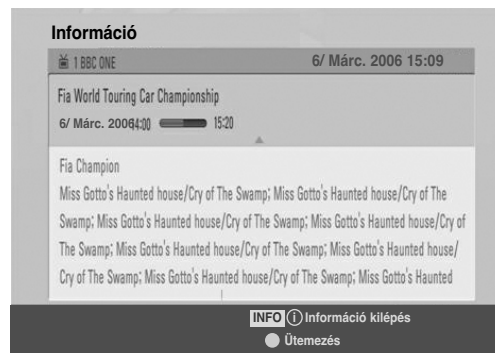 Információ
1 BBC ONE 6/ Márc. 2006 15:09
Fia World Touring Car Championship
6/ Márc. 200614:00 15:20
Fia Champion
Miss Gotto's Haunted house/Cry of The Swamp; Miss Gotto's Haunted house/Cry of The
Swamp; Miss Gotto's Haunted house/Cry of The Swamp; Miss Gotto's Haunted house/Cry of
The Swamp; Miss Gotto's Haunted house/Cry of The Swamp; Miss Gotto's Haunted house/
Cry of The Swamp; Miss Gotto's Haunted house/Cry of The Swamp; Miss Gotto's Haunted
INFO i Információ kilépés
Ütemezés